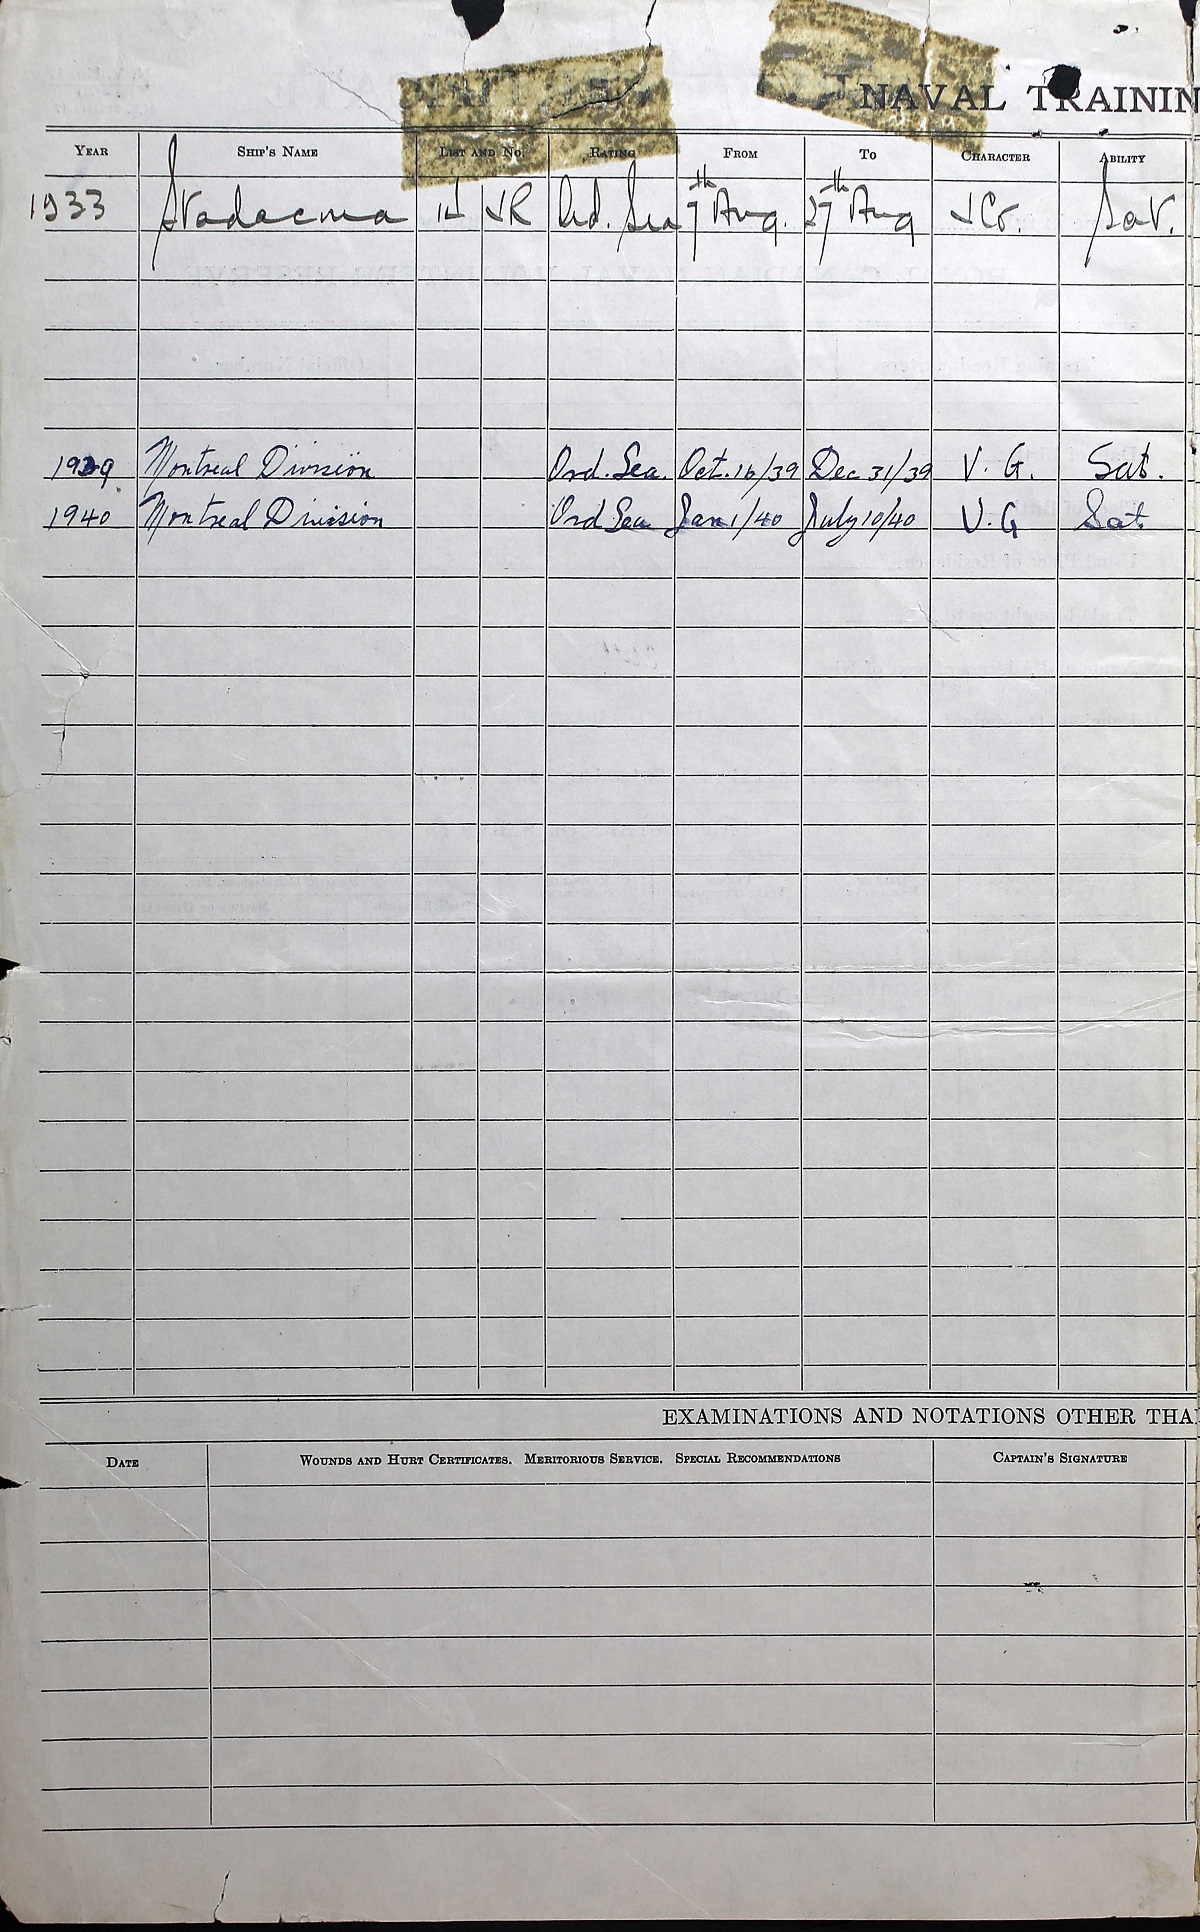 NAVAL TRAININ
YEAR SHIP'S NAME LIST AND NO. RATING FROM TO CHARACTER ABILITY
1933 Stadacona VR Ord. Sea 7th Aug. 27th Aug VG. Sat.
1939 Montreal Division Ord. Sea. Oct. 16/39 Dec 31/39 V. G. Sat.
1940 Montreal Division Ord Sea Jan 1/40 July 10/40 V.G Sat
EXAMINATIONS AND NOTATIONS OTHER THA
DATE WOUNDS AND HURT CERTIFICATES. MERITORIOUS SERVICE. SPECIAL RECOMMENDATIONS CAPTAIN'S SIGNATURE